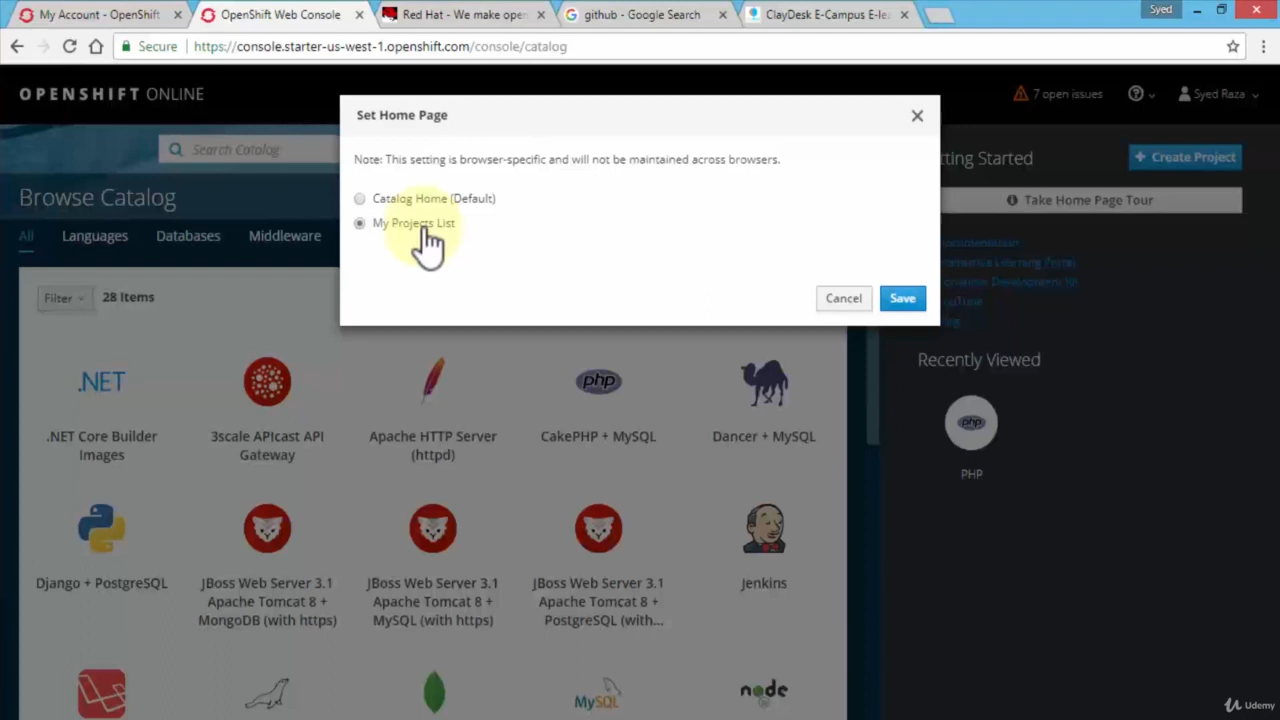 My Account - OpenShift
OpenShift Web Console
Red Hat - We make open
github - Google Search
ClayDesk E-Campus E-lea
Syed
Secure
https://console.starter-us-west-1.openshift.com/console/catalog
OPENSHIFT ONLINE
7 open issues
Syed Raza
Search Catalog
Set Home Page
Note: This setting is browser-specific and will not be maintained across browsers.
Catalog Home (Default)
My Projects List
Cancel
Save
tting Started
Create Project
Take Home Page Tour
Browse Catalog
All
Languages
Databases
Middleware
Filter
28 Items
.NET
php
.NET Core Builder
Images
3scale APIcast API
Gateway
Apache HTTP Server
(httpd)
CakePHP + MySQL
Dancer + MySQL
Django + PostgreSQL
JBoss Web Server 3.1
Apache Tomcat 8 +
MongoDB (with https)
JBoss Web Server 3.1
Apache Tomcat 8 +
MySQL (with https)
JBoss Web Server 3.1
Apache Tomcat 8 +
PostgreSQL (with...
Jenkins
MySQL
node
Recently Viewed
php
PHP
Udemy